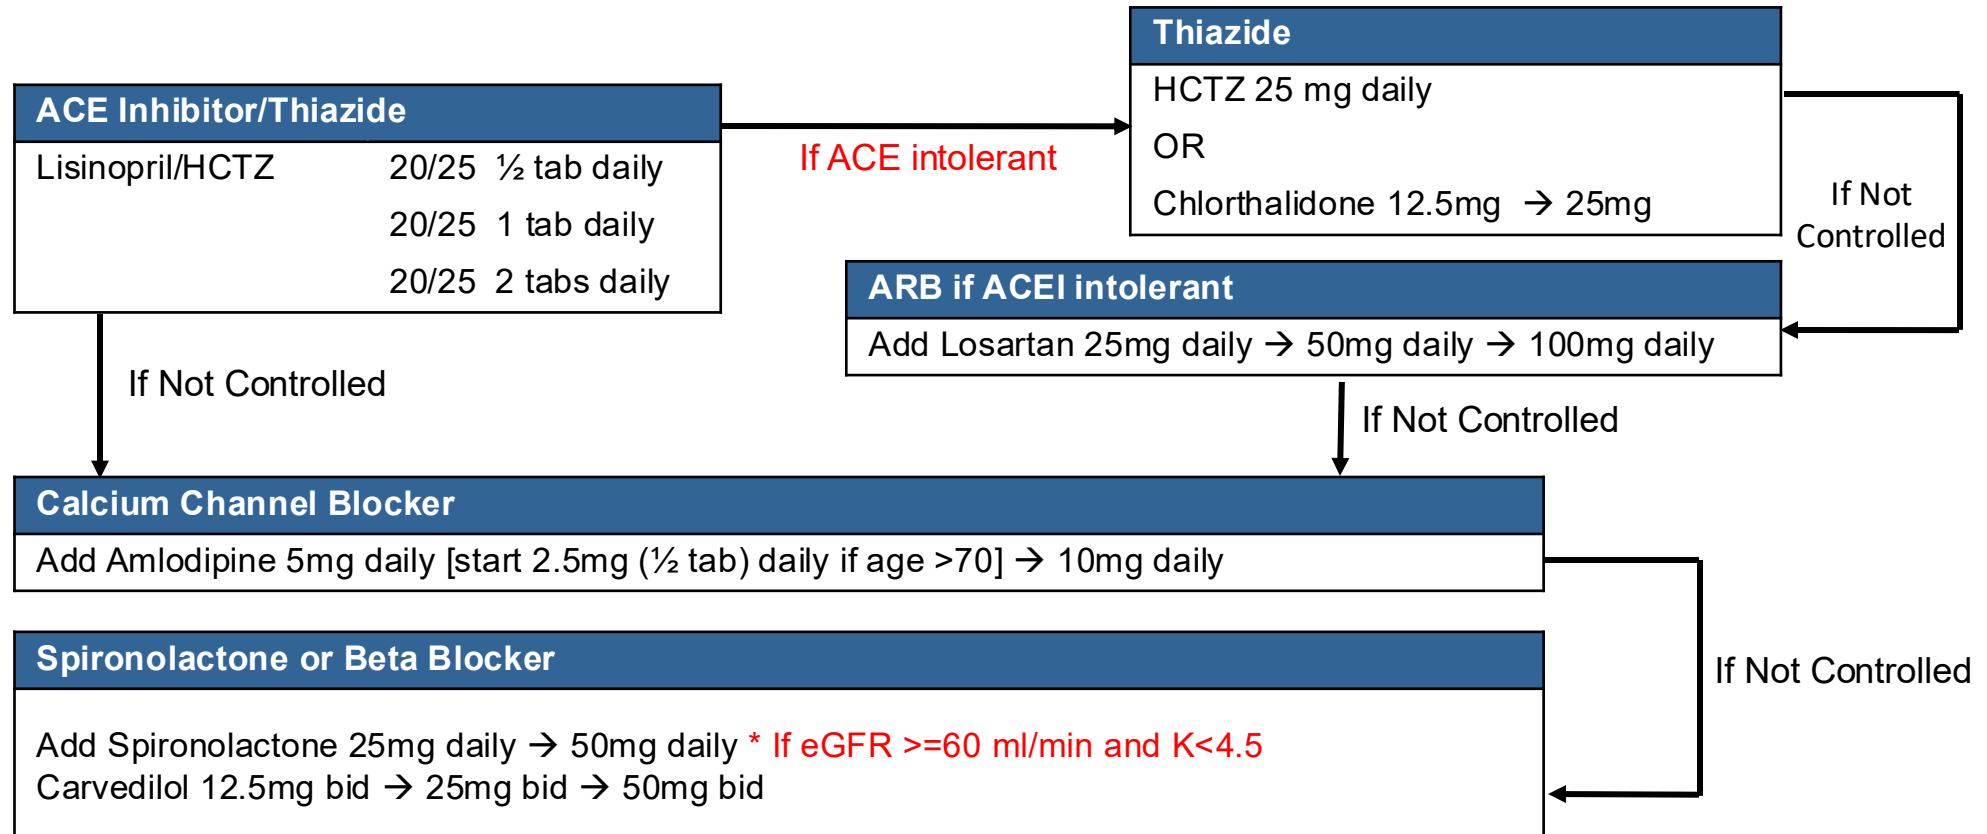 Thiazide
HCTZ 25 mg daily
OR
Chlorthalidone 12.5mg → 25mg
ACE Inhibitor/Thiazide
Lisinopril/HCTZ 20/25 ½ tab daily
20/25 1 tab daily
20/25 2 tabs daily
If ACE intolerant
If Not
Controlled
ARB if ACEI intolerant
Add Losartan 25mg daily → 50mg daily → 100mg daily
If Not Controlled
If Not Controlled
Calcium Channel Blocker
Add Amlodipine 5mg daily [start 2.5mg (½ tab) daily if age >70] → 10mg daily
If Not Controlled
Spironolactone or Beta Blocker
Add Spironolactone 25mg daily → 50mg daily * If eGFR >=60 ml/min and K<4.5
Carvedilol 12.5mg bid → 25mg bid → 50mg bid